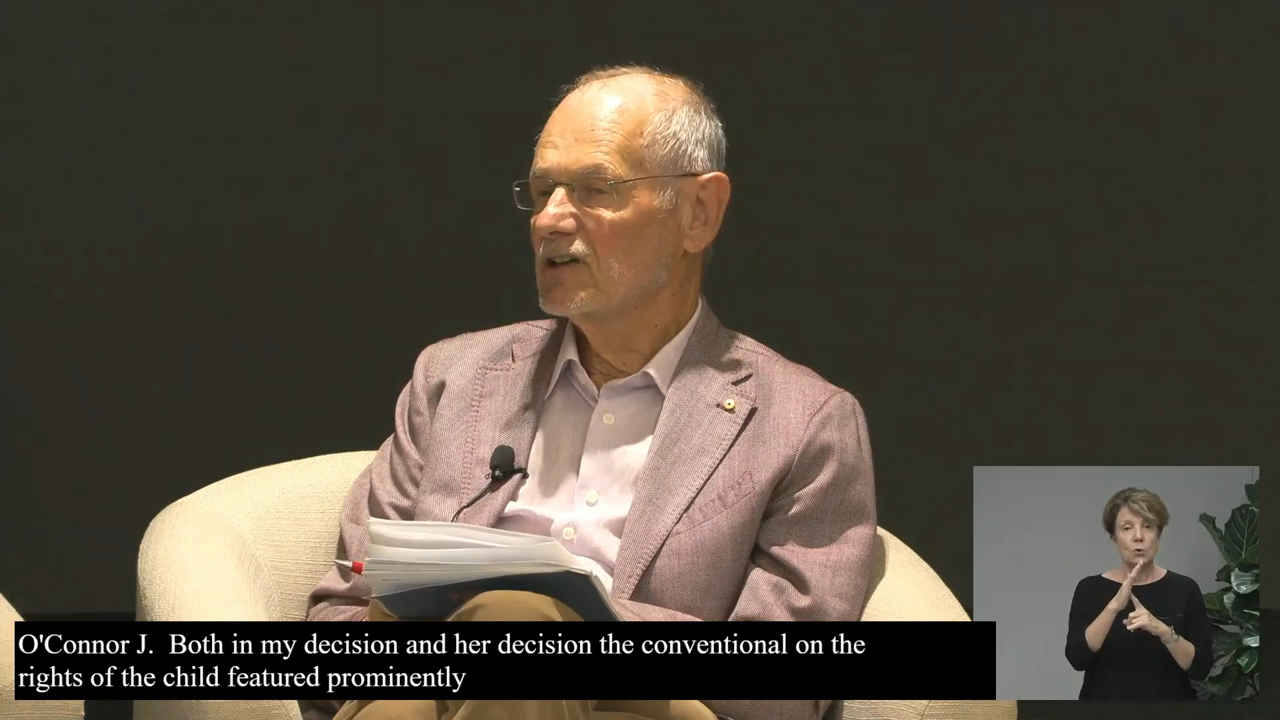 O'Connor J.  Both in my decision and her decision the conventional on the
rights of the child featured prominently